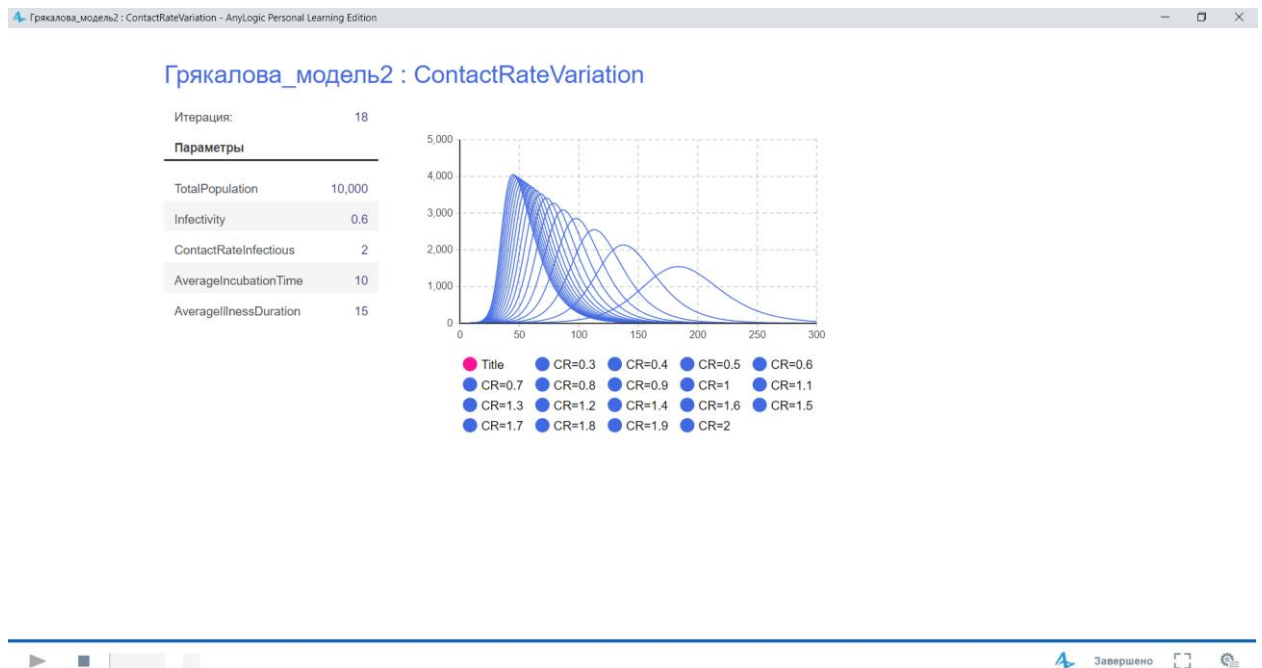 Грякалова_модель2 : ContactRateVariation - AnyLogic Personal Learning Edition
Грякалова_модель2 : ContactRateVariation
Итерация: 18
Параметры
TotalPopulation 10,000
Infectivity 0.6
ContactRateInfectious 2
AverageIncubationTime 10
AverageIllnessDuration 15
5,000
4,000
3,000
2,000
1,000
0
0 50 100 150 200 250 300
Title CR=0.3 CR=0.4 CR=0.5 CR=0.6
CR=0.7 CR=0.8 CR=0.9 CR=1 CR=1.1
CR=1.3 CR=1.2 CR=1.4 CR=1.6 CR=1.5
CR=1.7 CR=1.8 CR=1.9 CR=2
Завершено